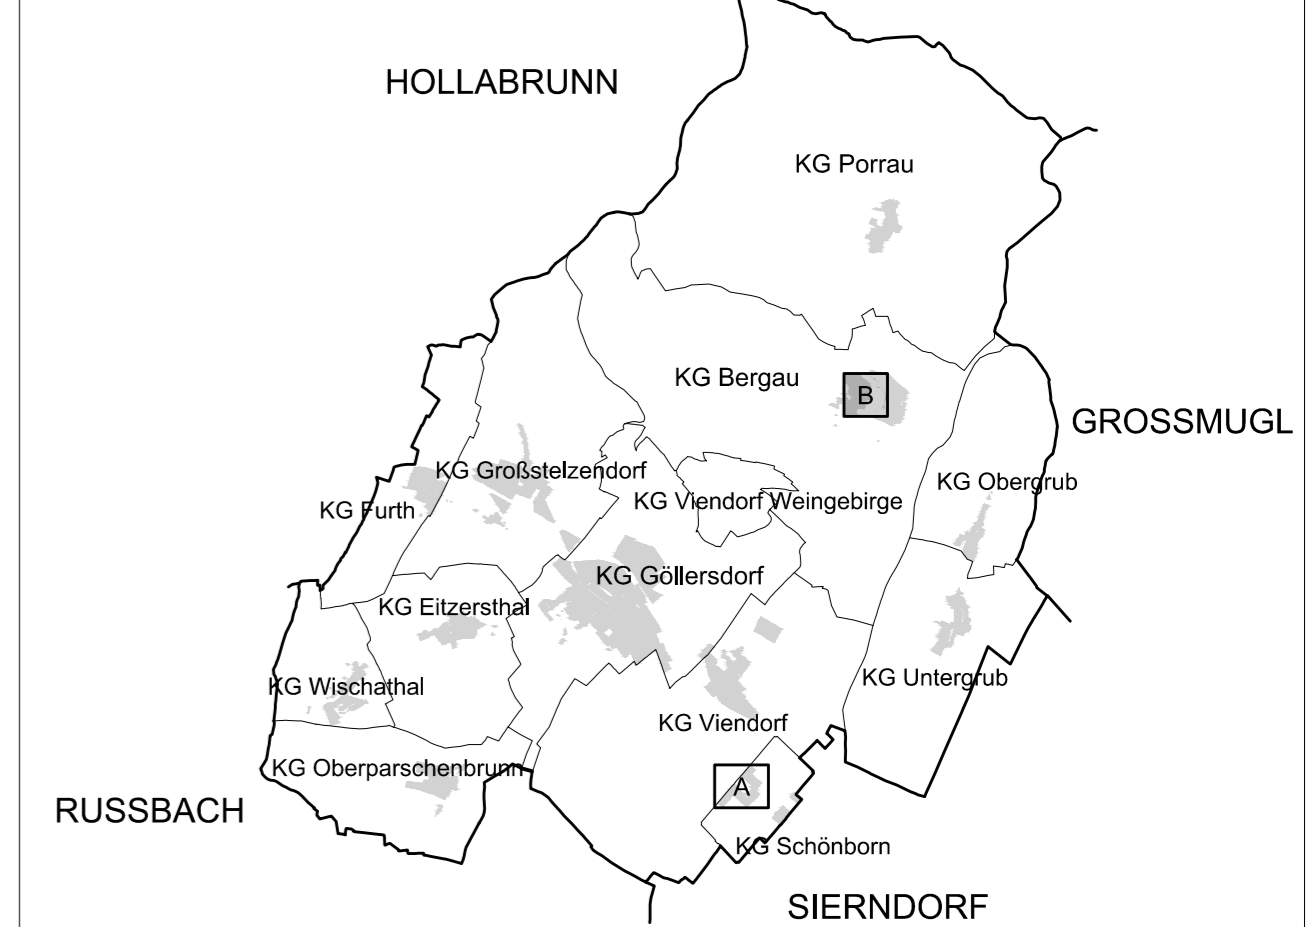 HOLLABRUNN
KG Porrau
KG Bergau
B
GROSSMUGL
KG Großstelzendorf
KG Obergrub
KG Viendorf Weingebirge
KG Furth
KG Göllersdorf
KG Eitzersthal
KG Untergrub
KG Wischathal
KG Viendorf
KG Oberparschenbrunn
A
RUSSBACH
KG Schönborn
SIERNDORF